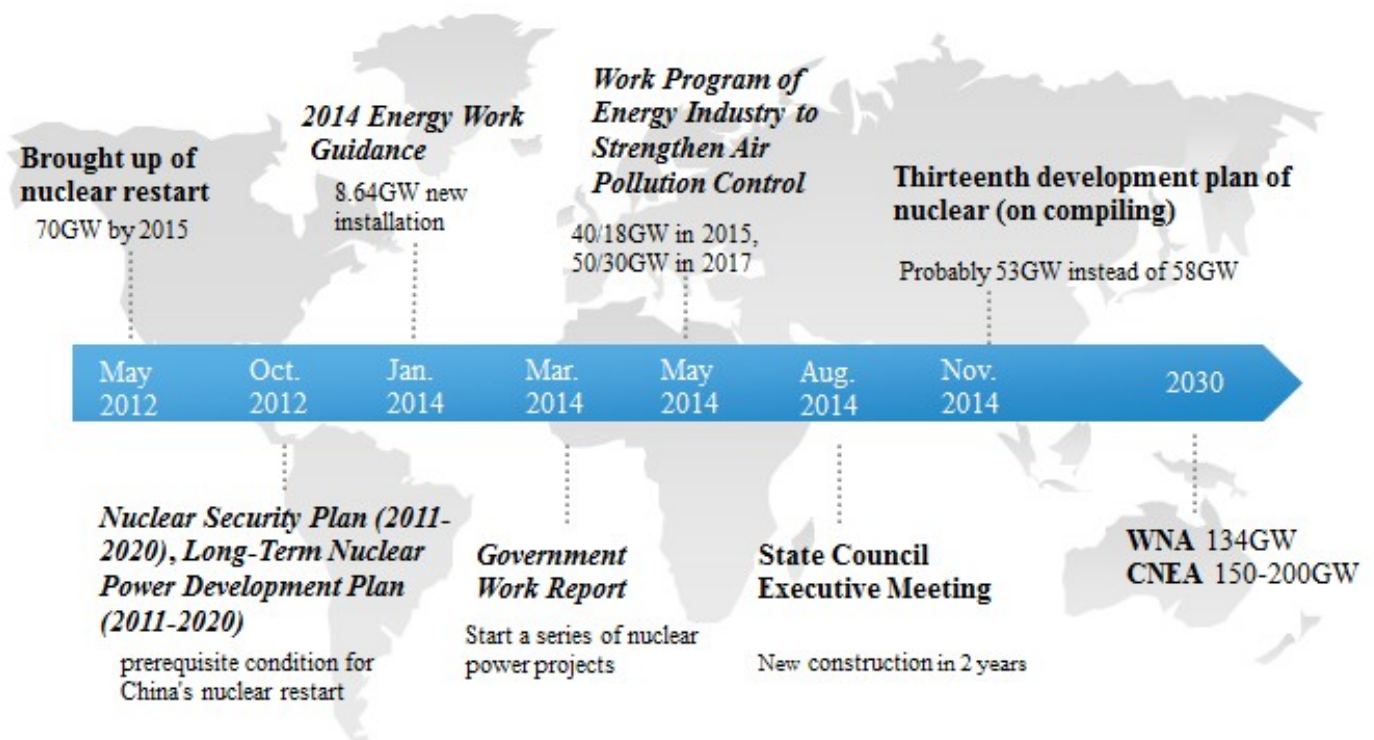 Brought up of
nuclear restart
70GW by 2015
2014 Energy Work
Guidance
8.64GW new
installation
Work Program of
Energy Industry to
Strengthen Air
Pollution Control
40/18GW in 2015,
50/30GW in 2017
Thirteenth development plan of
nuclear (on compiling)
Probably 53GW instead of 58GW
May
2012
Oct.
2012
Jan.
2014
Mar.
2014
May
2014
Aug.
2014
Nov.
2014
2030
Nuclear Security Plan (2011-
2020), Long-Term Nuclear
Power Development Plan
(2011-2020)
prerequisite condition for
China's nuclear restart
Government
Work Report
Start a series of nuclear
power projects
State Council
Executive Meeting
New construction in 2 years
WNA 134GW
CNEA 150-200GW